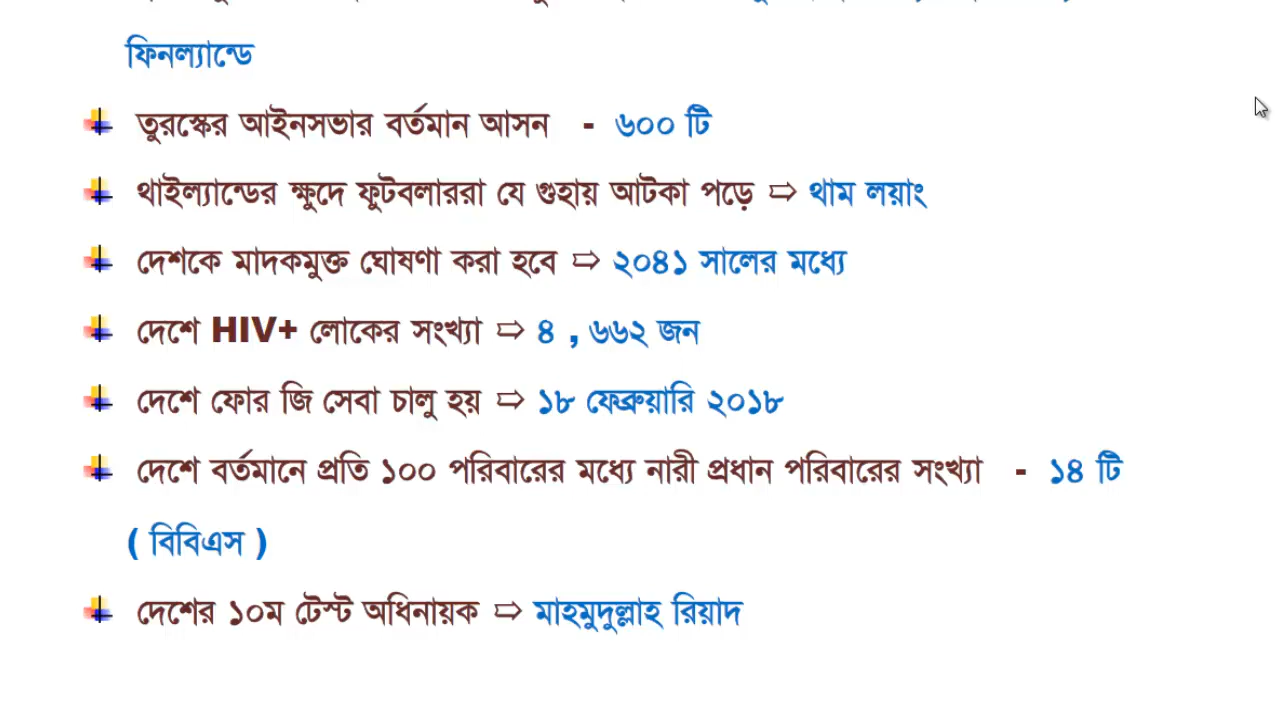 ফিনল্যান্ডে
তুরস্কের আইনসভার বর্তমান আসন - ৬০০ টি
থাইল্যান্ডের ক্ষুদে ফুটবলাররা যে গুহায় আটকা পড়ে ⇨ থাম লয়াং
দেশকে মাদকমুক্ত ঘোষণা করা হবে ⇨ ২০৪১ সালের মধ্যে
দেশে HIV+ লোকের সংখ্যা ⇨ ৪ , ৬৬২ জন
দেশে ফোর জি সেবা চালু হয় ⇨ ১৮ ফেব্রুয়ারি ২০১৮
দেশে বর্তমানে প্রতি ১০০ পরিবারের মধ্যে নারী প্রধান পরিবারের সংখ্যা - ১৪ টি
( বিবিএস )
দেশের ১০ম টেস্ট অধিনায়ক ⇨ মাহমুদুল্লাহ রিয়াদ